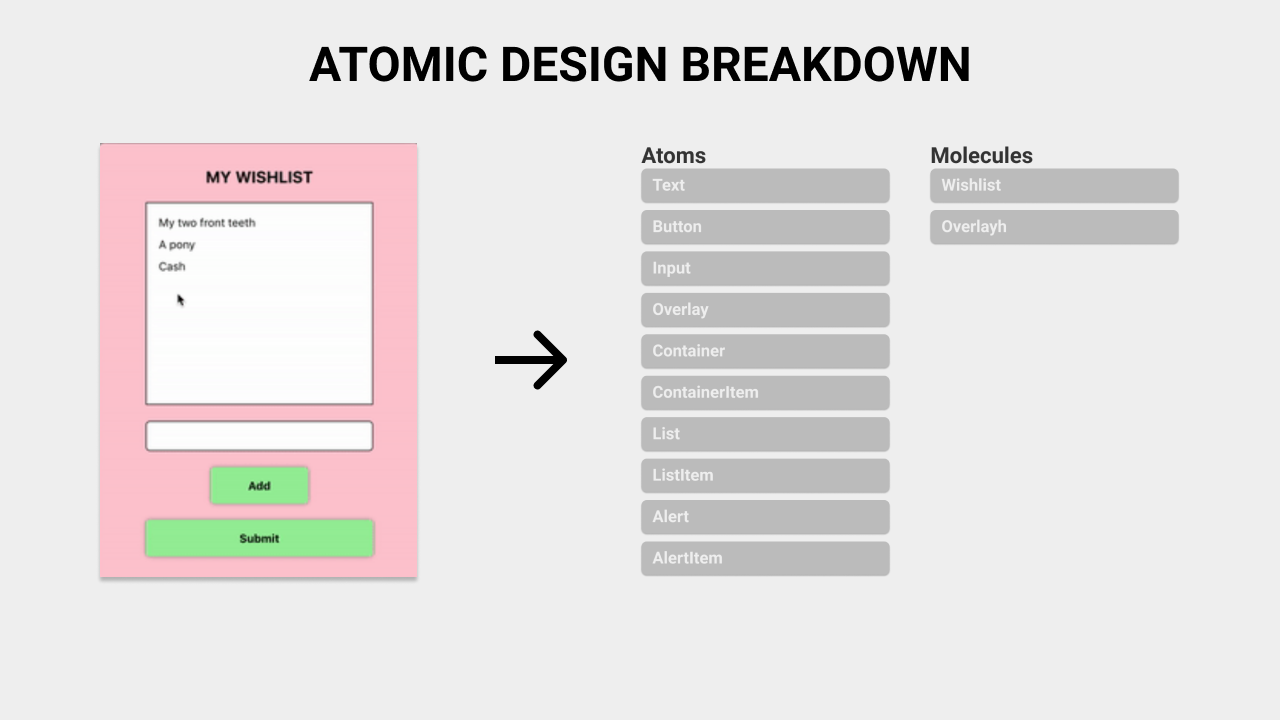 ATOMIC DESIGN BREAKDOWN
MY WISHLIST
My two front teeth
A pony
Cash
Add
Submit
Atoms
Text
Button
Input
Overlay
Container
ContainerItem
List
ListItem
Alert
AlertItem
Molecules
Wishlist
Overlayh